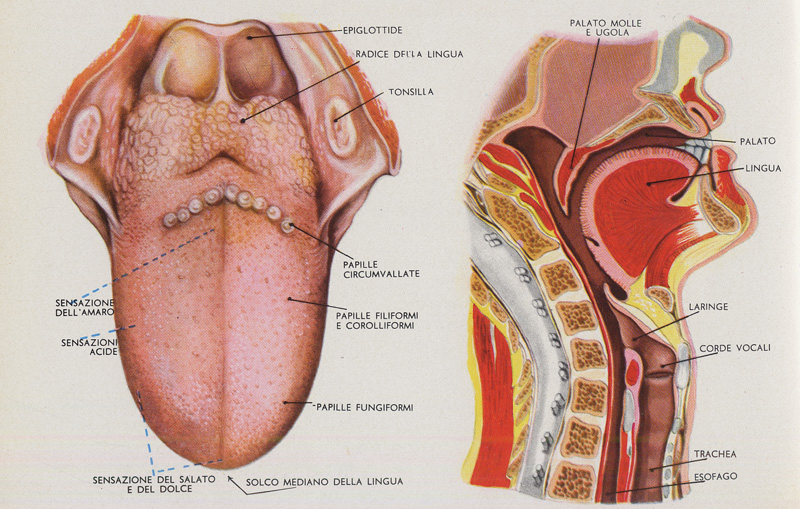 EPIGLOTTIDE
RADICE DELLA LINGUA
TONSILLA
PAPILLE
CIRCUMVALLATE
PAPILLE FILIFORMI
E COROLLIFORMI
PAPILLE FUNGIFORMI
SENSAZIONE
DELL'AMARO
SENSAZIONI
ACIDE
SENSAZIONE DEL SALATO
E DEL DOLCE
SOLCO MEDIANO DELLA LINGUA
PALATO MOLLE
E UGOLA
PALATO
LINGUA
LARINGE
CORDE VOCALI
TRACHEA
ESOFAGO